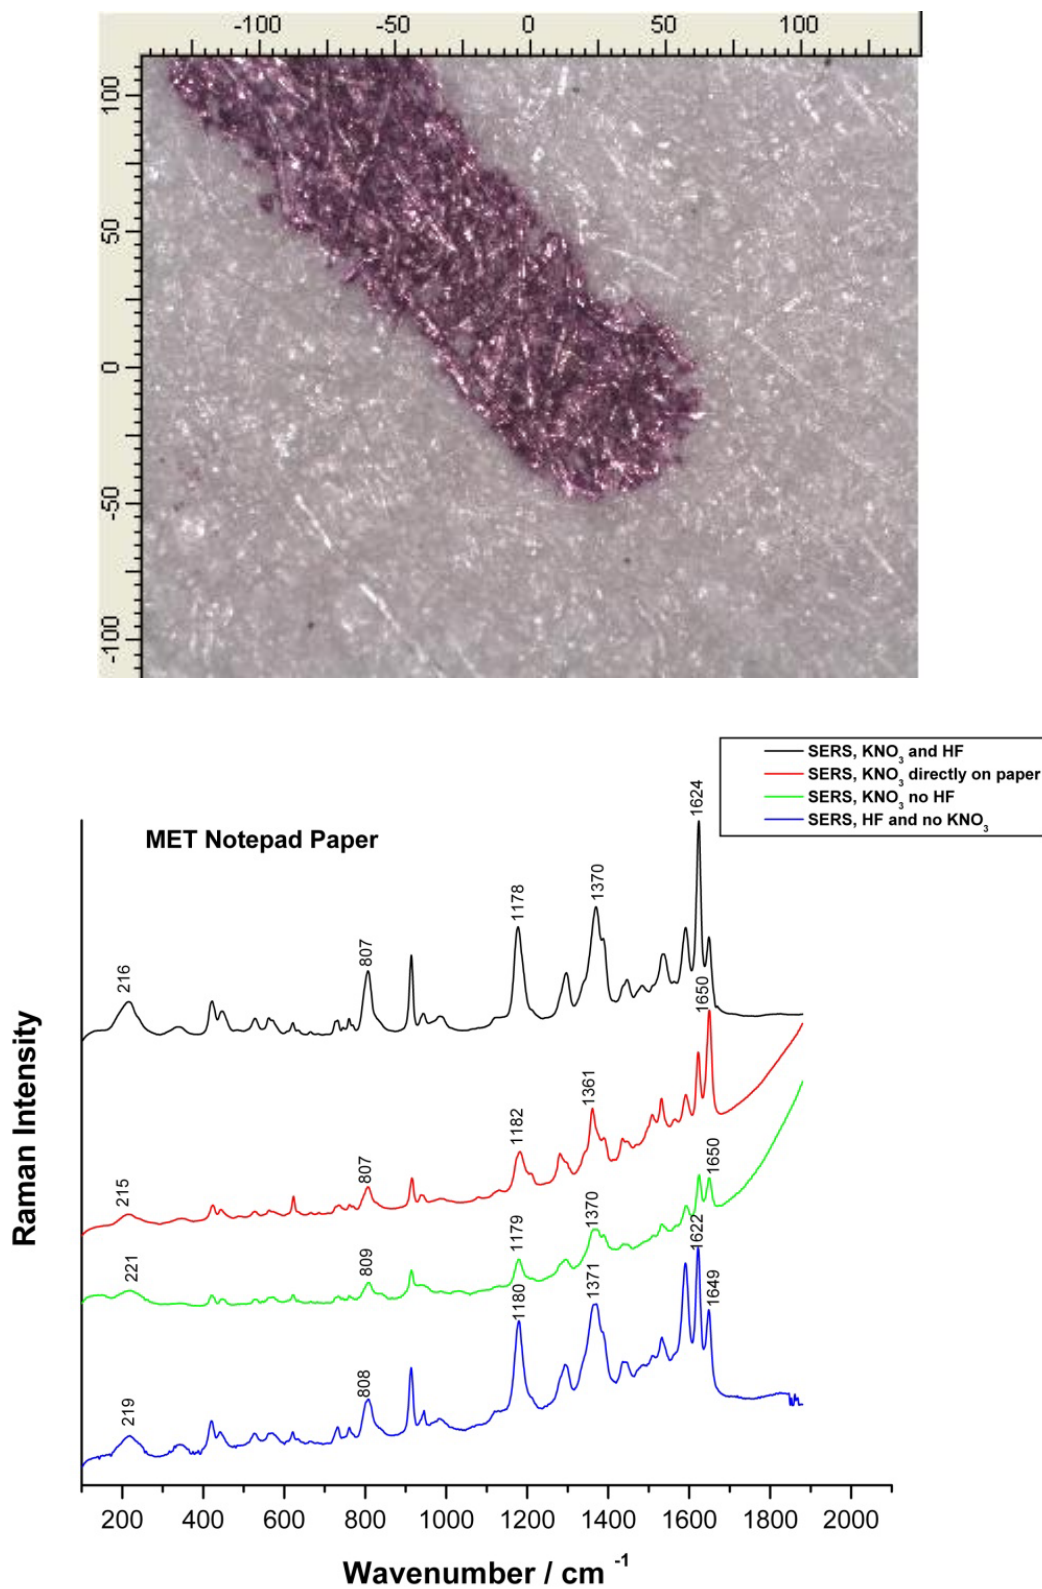 -100 -50 0 50 100
100
50
0
-50
-100
SERS, KNO₃ and HF
SERS, KNO₃ directly on paper
SERS, KNO₃ no HF
SERS, HF and no KNO₃
MET Notepad Paper
216
807
1178
1370
1624
215
807
1182
1361
1650
221
809
1179
1370
1650
219
808
1180
1371
1622
1649
Raman Intensity
200 400 600 800 1000 1200 1400 1600 1800 2000
Wavenumber / cm ⁻¹